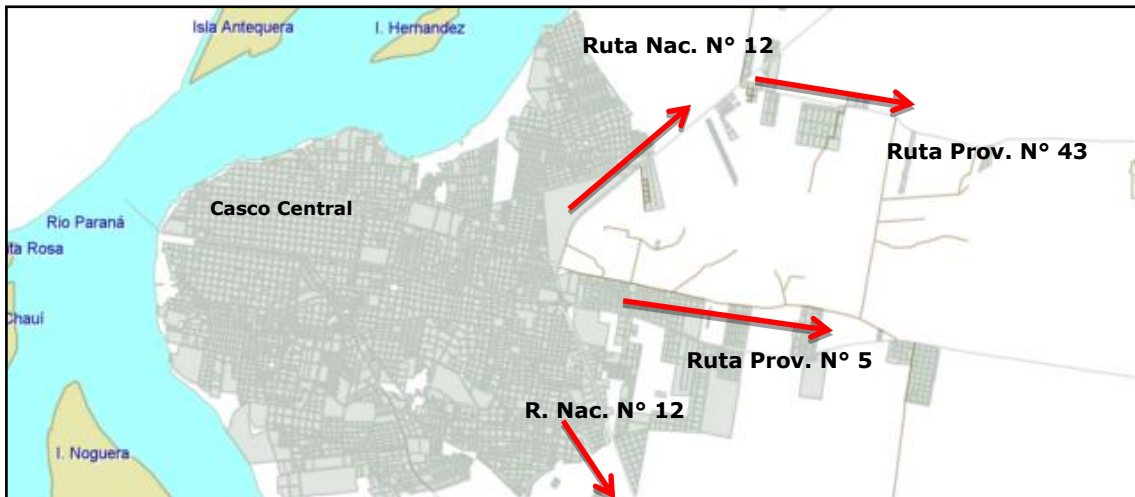 Isla Antequera
I. Hernandez
Ruta Nac. N° 12
Ruta Prov. N° 43
Casco Central
Rio Paraná
ta Rosa
Chauí
Ruta Prov. N° 5
R. Nac. N° 12
I. Noguera